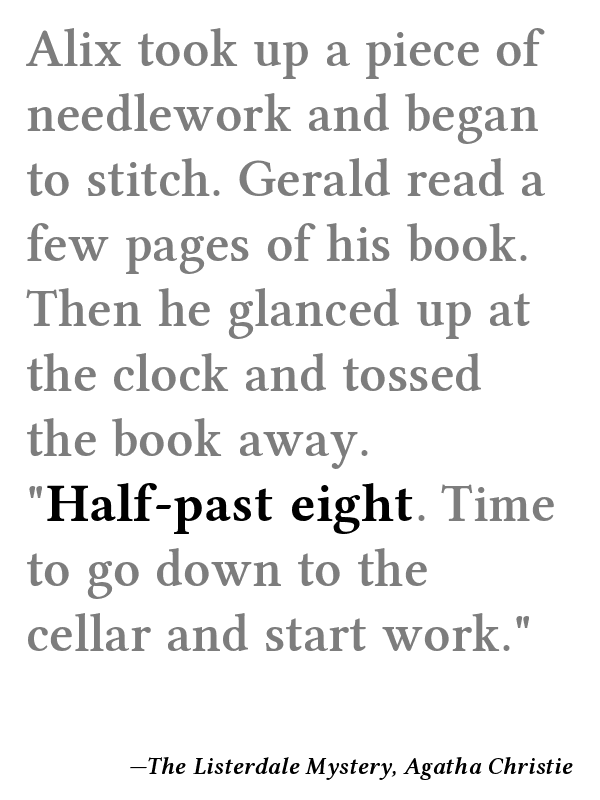 Alix took up a piece of
needlework and began
to stitch. Gerald read a
few pages of his book.
Then he glanced up at
the clock and tossed
the book away.
"Half-past eight. Time
to go down to the
cellar and start work."
—The Listerdale Mystery, Agatha Christie